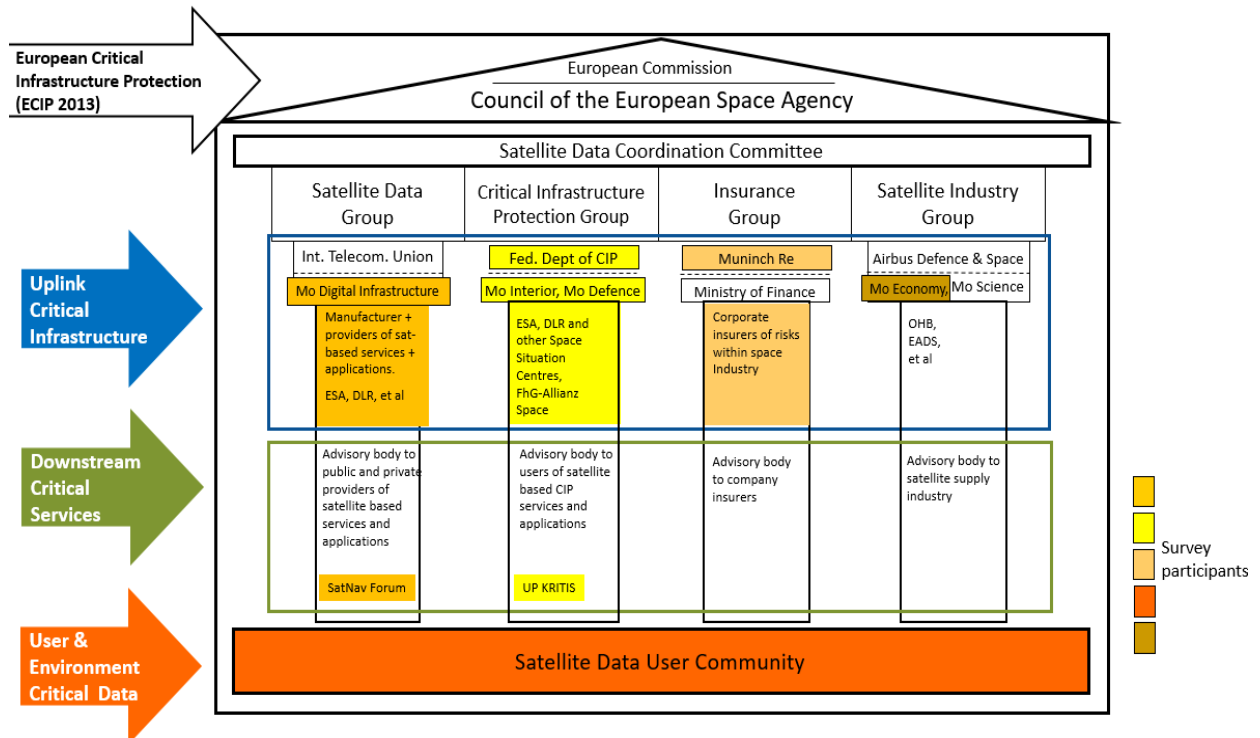 European Critical
Infrastructure Protection
(ECIP 2013)
European Commission
Council of the European Space Agency
Satellite Data Coordination Committee
Satellite Data
Group
Critical Infrastructure
Protection Group
Insurance
Group
Satellite Industry
Group
Uplink
Critical
Infrastructure
Int. Telecom. Union
Mo Digital Infrastructure
Manufacturer +
providers of sat-
based services +
applications.
ESA, DLR, et al
Fed. Dept of CIP
Mo Interior, Mo Defence
ESA, DLR and
other Space
Situation
Centres,
FhG-Allianz
Space
Muninch Re
Ministry of Finance
Corporate
insurers of risks
within space
Industry
Airbus Defence & Space
Mo Economy, Mo Science
OHB,
EADS,
et al
Downstream
Critical
Services
Advisory body to
public and private
providers of
satellite based
services and
applications
SatNav Forum
Advisory body to
users of satellite
based CIP
services and
applications
UP KRITIS
Advisory body
to company
insurers
Advisory body to
satellite supply
industry
Survey
participants
User &
Environment
Critical Data
Satellite Data User Community